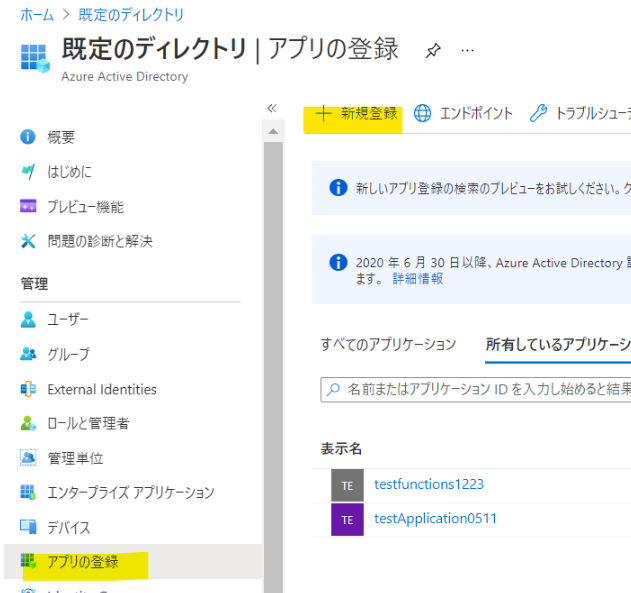 ホーム > 既定のディレクトリ
既定のディレクトリ | アプリの登録
Azure Active Directory
概要
はじめに
プレビュー機能
問題の診断と解決
管理
ユーザー
グループ
External Identities
ロールと管理者
管理単位
エンタープライズ アプリケーション
デバイス
アプリの登録
+ 新規登録 エンドポイント トラブルシュー
新しいアプリ登録の検索のプレビューをお試しください。
2020 年 6 月 30 日以降、Azure Active Directory
ます。 詳細情報
すべてのアプリケーション 所有しているアプリケーシ
名前またはアプリケーション ID を入力し始めると結果
表示名
TE testfunctions1223
TE testApplication0511